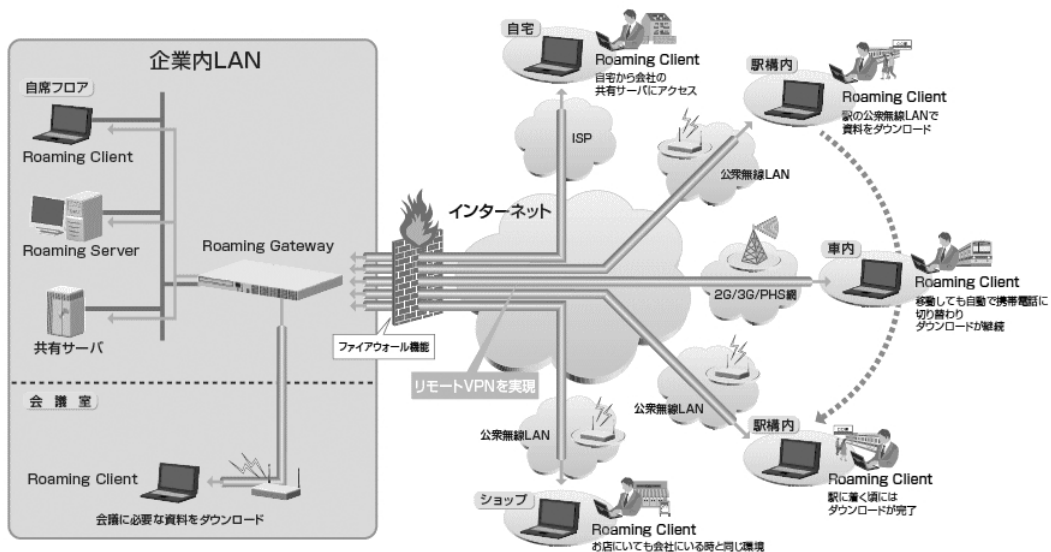 企業内LAN
自席フロア
Roaming Client
Roaming Server
Roaming Gateway
共有サーバ
会議室
Roaming Client
会議に必要な資料をダウンロード
ファイアウォール機能
インターネット
リモートVPNを実現
自宅
Roaming Client
自宅から会社の
共有サーバにアクセス
ISP
駅構内
Roaming Client
駅の公衆無線LANで
資料をダウンロード
公衆無線LAN
車内
Roaming Client
移動しても自動で携帯電話に
切り替わり
ダウンロードが継続
2G/3G/PHS網
公衆無線LAN
駅構内
Roaming Client
駅に着く頃には
ダウンロードが完了
公衆無線LAN
ショップ
Roaming Client
お店にいても会社にいる時と同じ環境